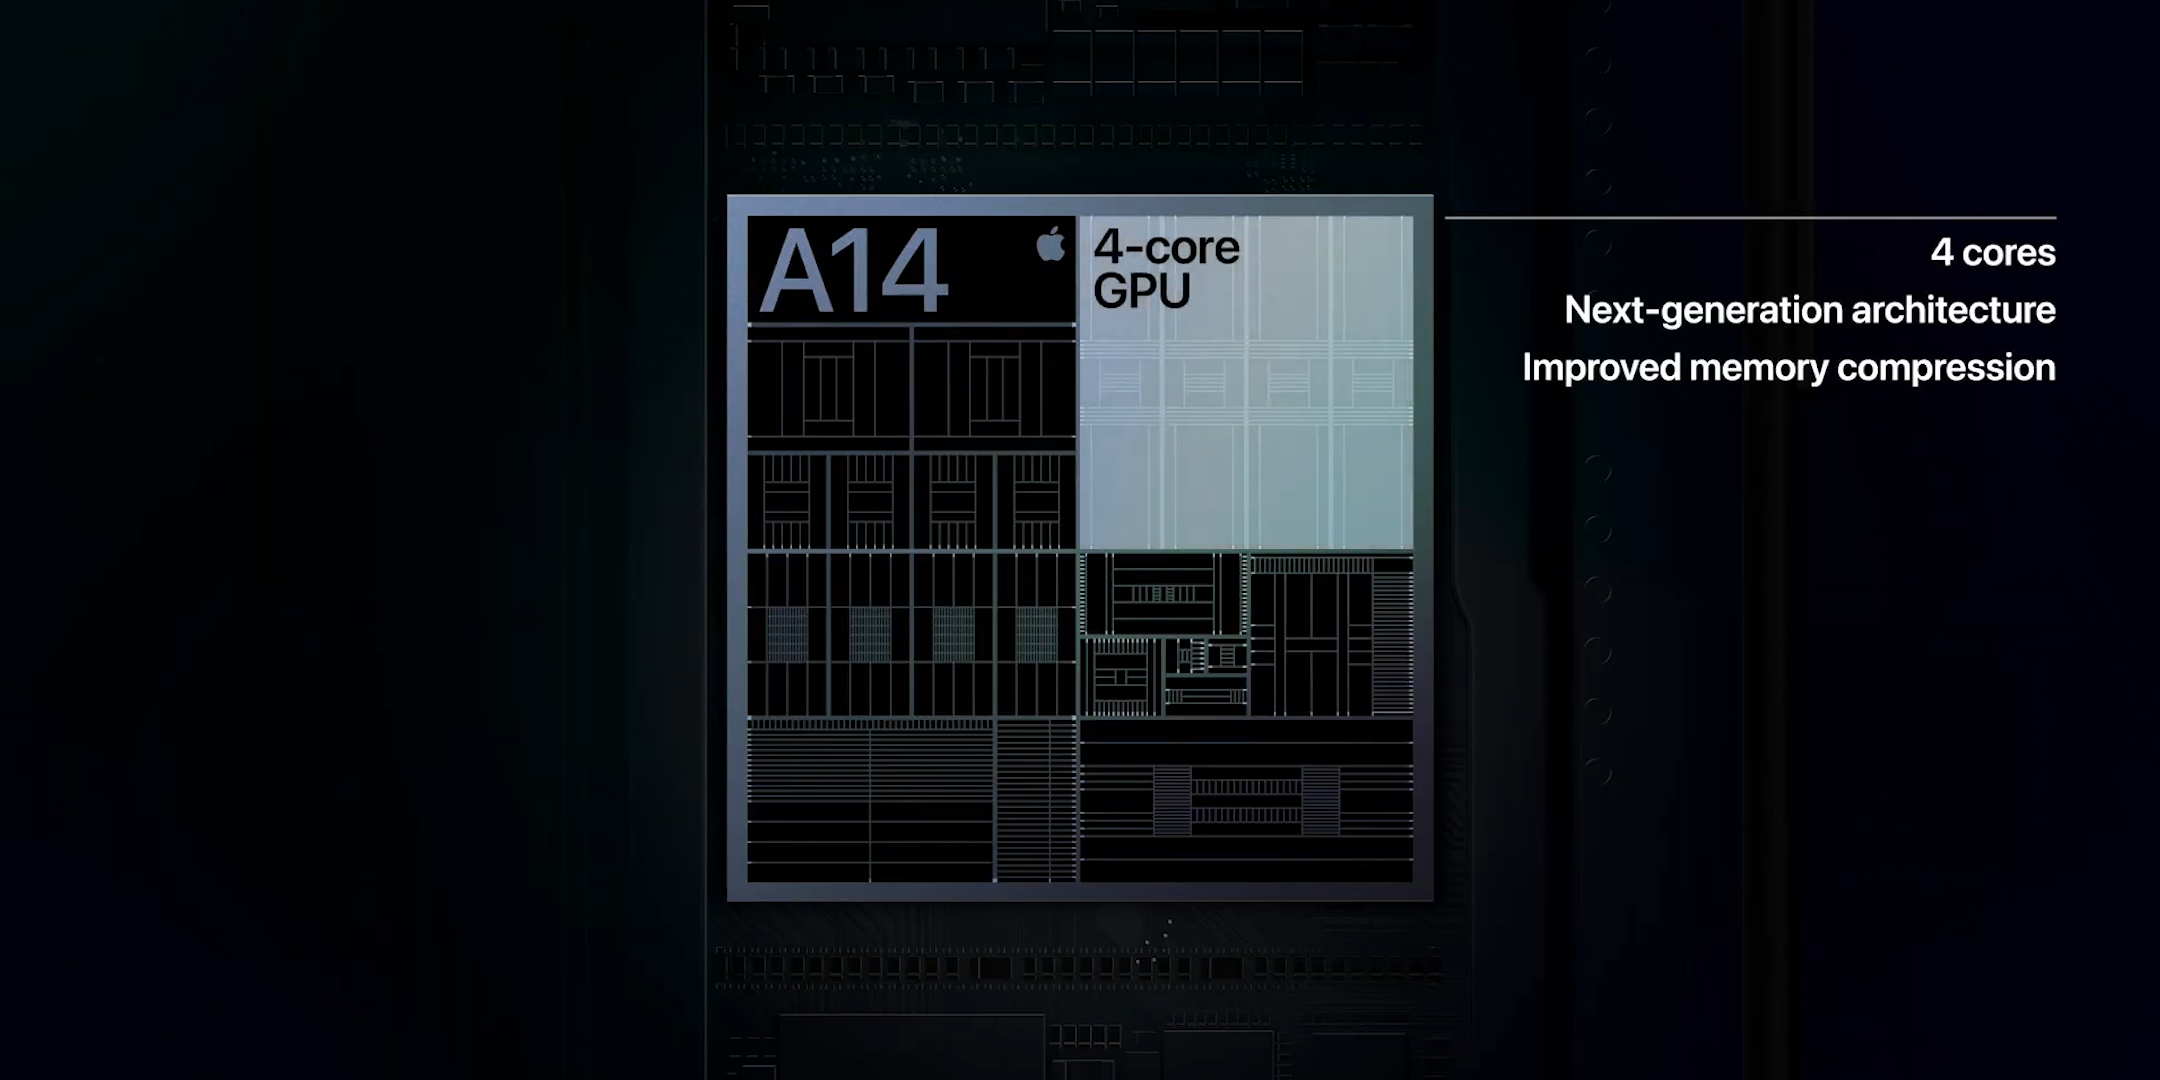 A14
4-core
GPU
4 cores
Next-generation architecture
Improved memory compression